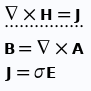 ∇ × H = J
B = ∇ × A
J = σE